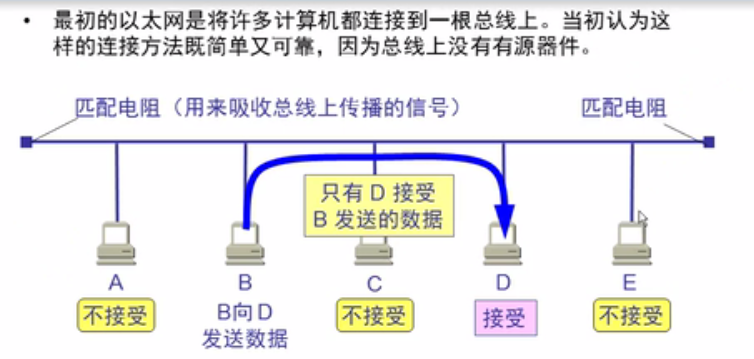 • 最初的以太网是将许多计算机都连接到一根总线上。当初认为这
样的连接方法既简单又可靠，因为总线上没有有源器件。
匹配电阻（用来吸收总线上传播的信号）
匹配电阻
只有 D 接受
B 发送的数据
A
B
C
D
E
不接受
B向 D
发送数据
不接受
接受
不接受